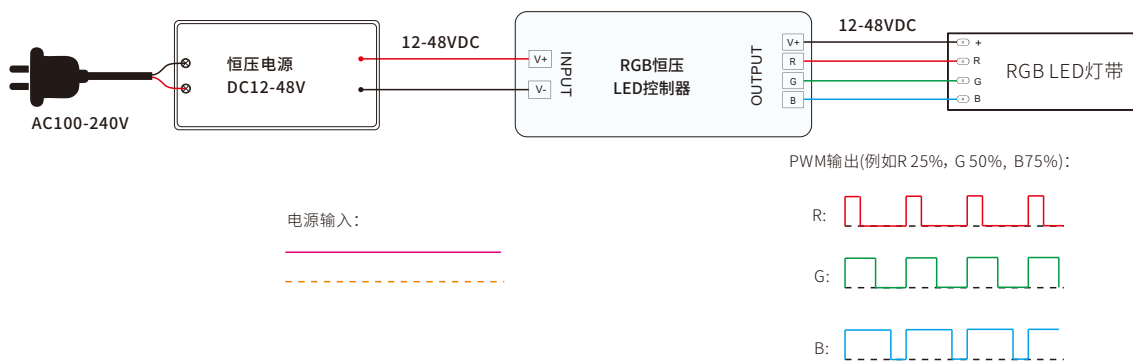 AC100-240V
恒压电源
DC12-48V
12-48VDC
V+
V-
INPUT
RGB恒压
LED控制器
OUTPUT
V+
R
G
B
12-48VDC
+
R
G
B
RGB LED灯带
PWM输出(例如R 25%, G 50%, B75%):
电源输入:
R:
G:
B: